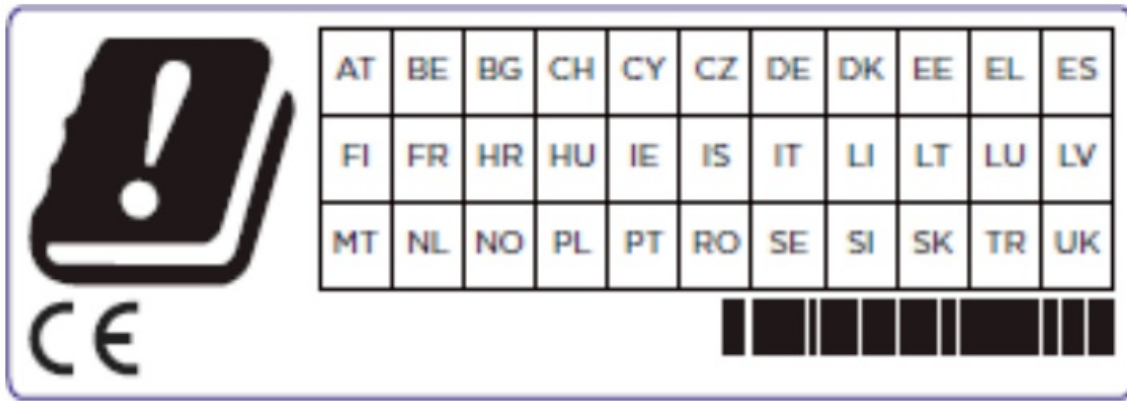 AT BE BG CH CY CZ DE DK EE EL ES
FI FR HR HU IE IS IT LI LT LU LV
MT NL NO PL PT RO SE SI SK TR UK
CE